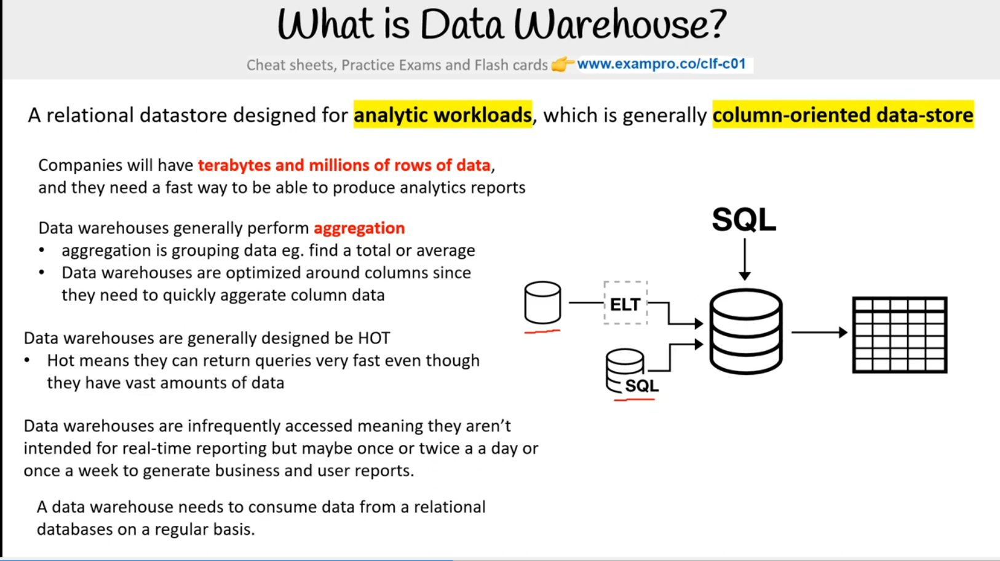 What is Data Warehouse?
Cheat sheets, Practice Exams and Flash cards 👉 www.exampro.co/clf-c01
A relational datastore designed for analytic workloads, which is generally column-oriented data-store
Companies will have terabytes and millions of rows of data,
and they need a fast way to be able to produce analytics reports
Data warehouses generally perform aggregation
• aggregation is grouping data eg. find a total or average
• Data warehouses are optimized around columns since
they need to quickly aggerate column data
Data warehouses are generally designed be HOT
• Hot means they can return queries very fast even though
they have vast amounts of data
Data warehouses are infrequently accessed meaning they aren't
intended for real-time reporting but maybe once or twice a a day or
once a week to generate business and user reports.
A data warehouse needs to consume data from a relational
databases on a regular basis.
SQL
ELT
SQL